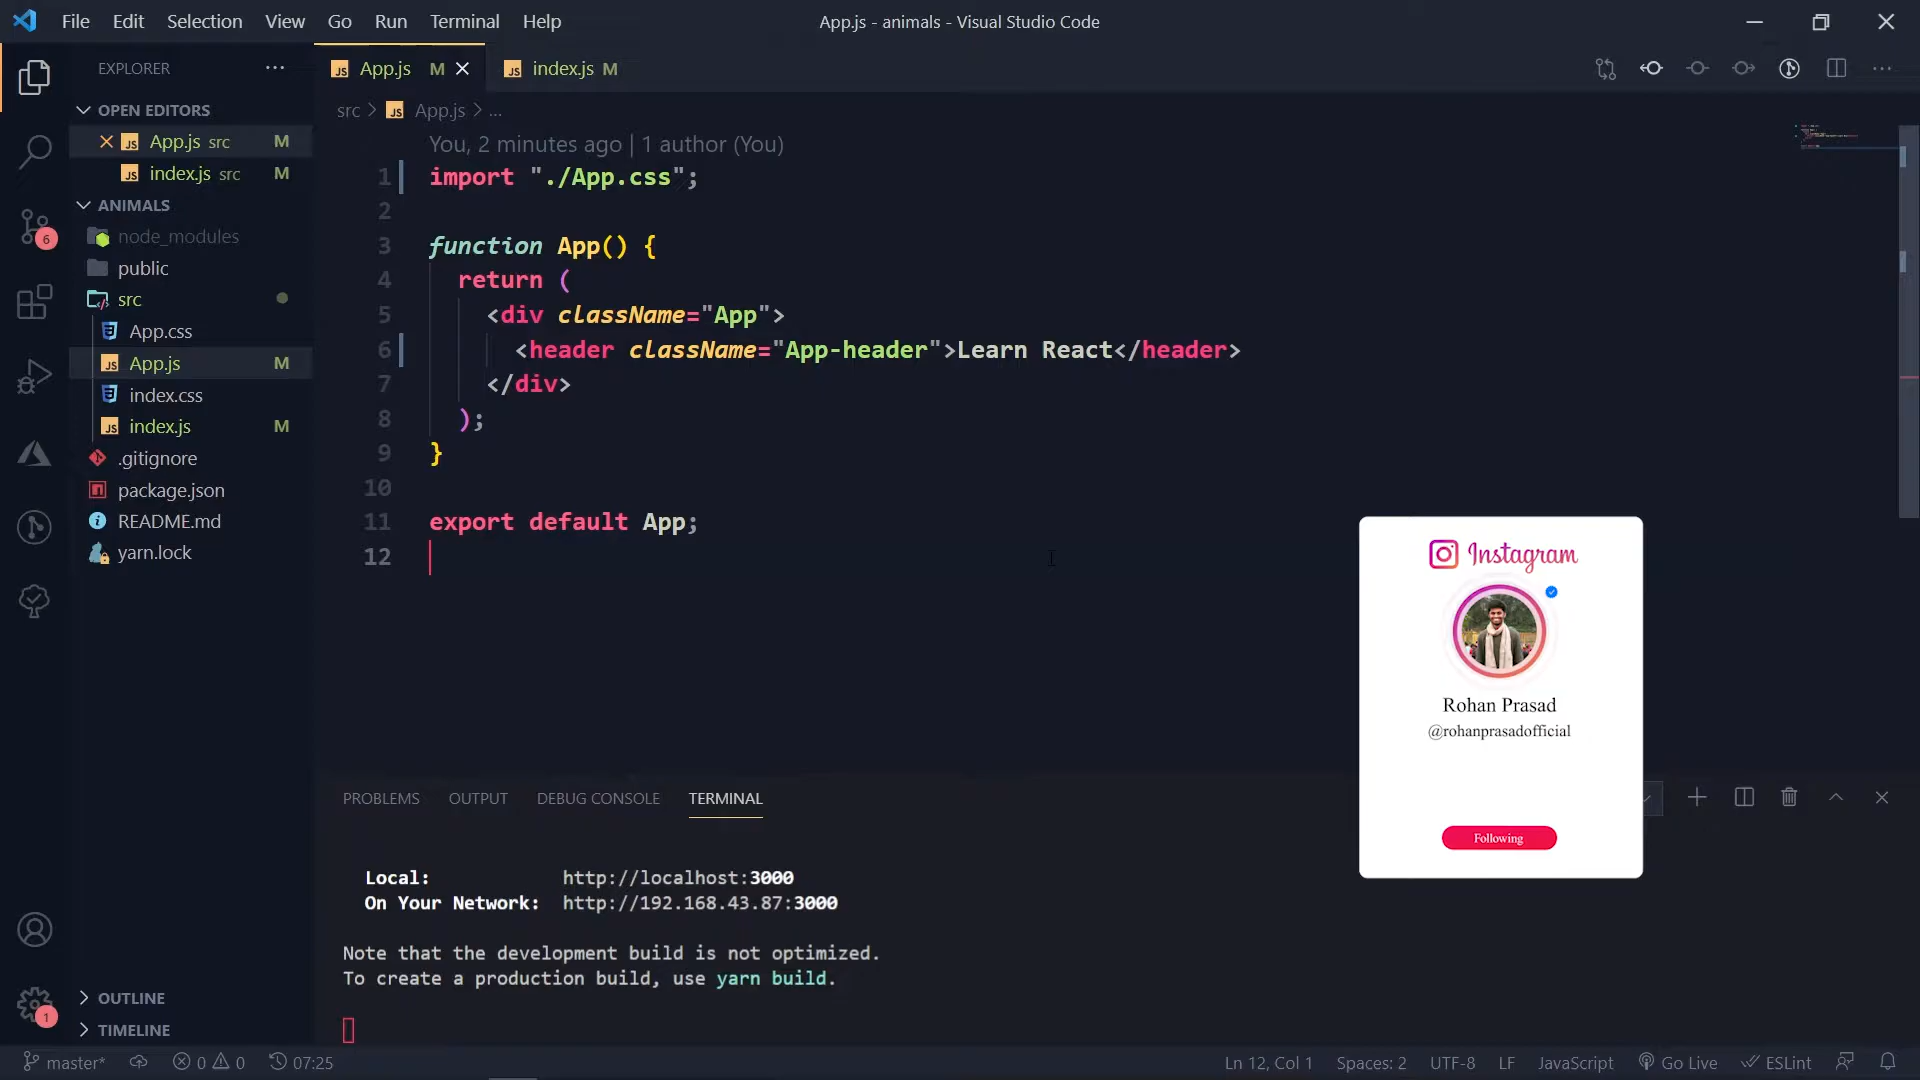 File Edit Selection View Go Run Terminal Help
App.js - animals - Visual Studio Code
EXPLORER
OPEN EDITORS
App.js src M
index.js src M
ANIMALS
node_modules
public
src
App.css
App.js M
index.css
index.js M
.gitignore
package.json
README.md
yarn.lock
OUTLINE
TIMELINE
6
1
App.js M
index.js M
src > App.js > ...
You, 2 minutes ago | 1 author (You)
1 import "./App.css";
2
3 function App() {
4 return (
5 <div className="App">
6 <header className="App-header">Learn React</header>
7 </div>
8 );
9 }
10
11 export default App;
12
Instagram
Rohan Prasad
@rohanprasadofficial
Following
PROBLEMS OUTPUT DEBUG CONSOLE TERMINAL
Local: http://localhost:3000
On Your Network: http://192.168.43.87:3000
Note that the development build is not optimized.
To create a production build, use yarn build.
master* 0 0 07:25
Ln 12, Col 1 Spaces: 2 UTF-8 LF JavaScript Go Live ESLint